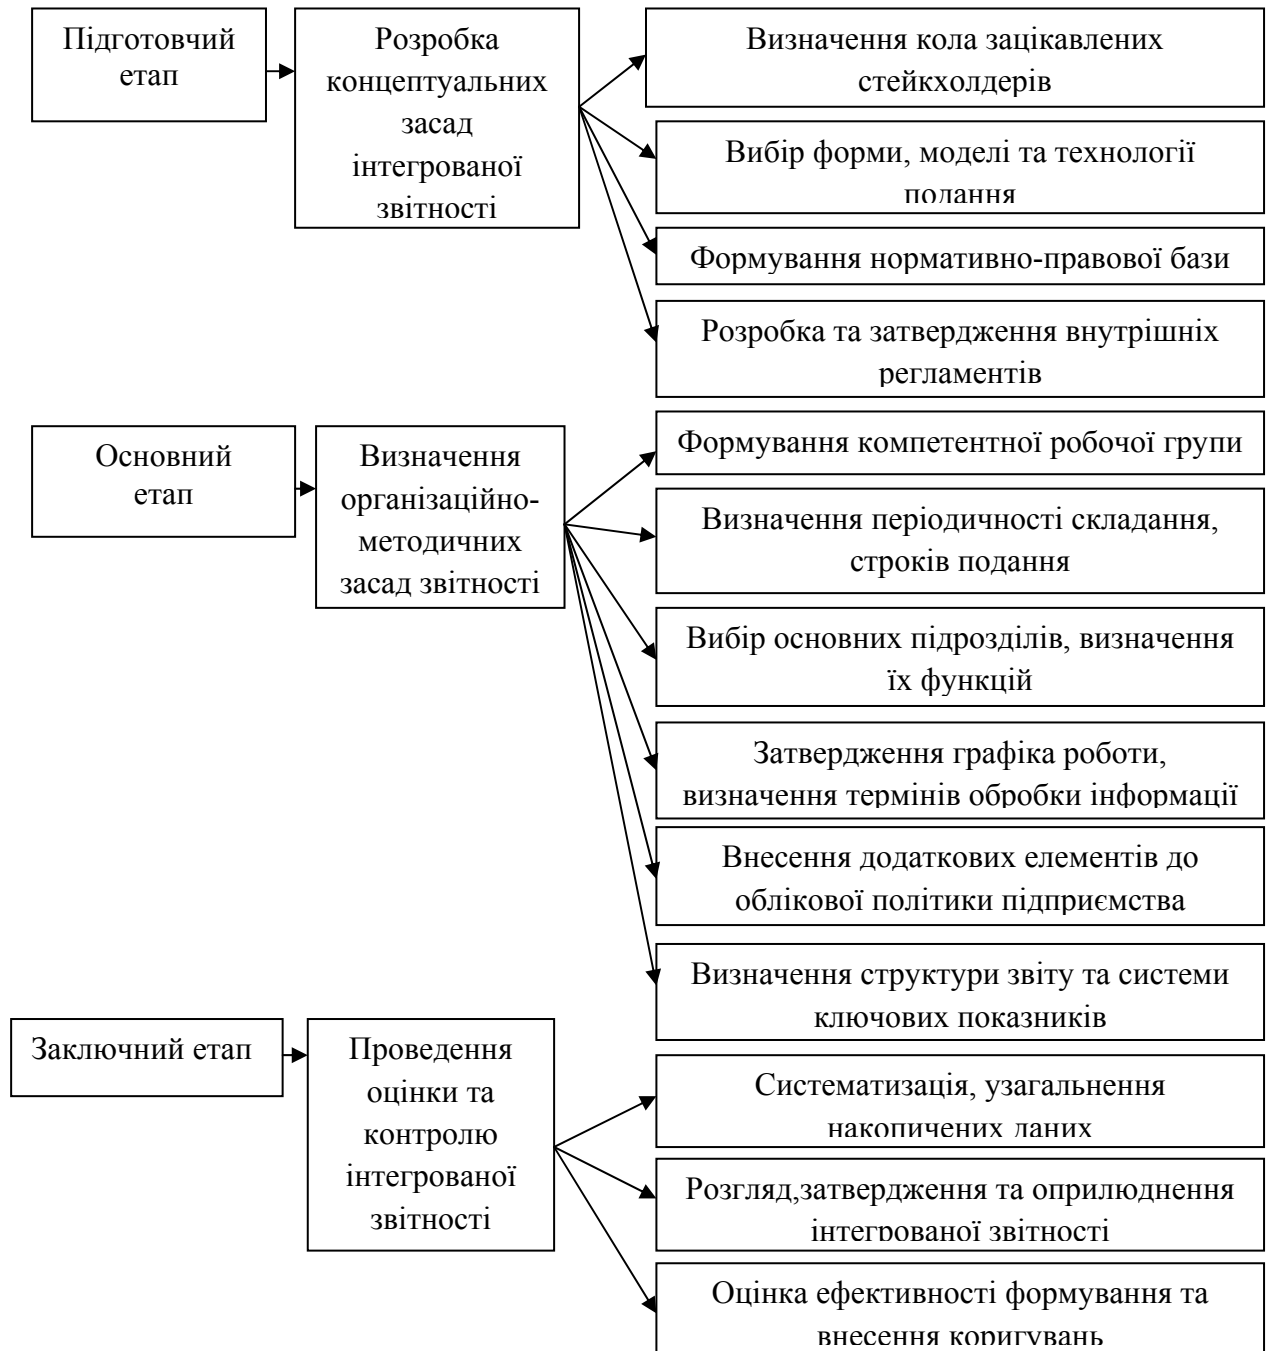 Підготовчий
етап
Розробка
концептуальних
засад
інтегрованої
звітності
Визначення кола зацікавлених
стейкхолдерів
Вибір форми, моделі та технології
подання
Формування нормативно-правової бази
Розробка та затвердження внутрішніх
регламентів
Основний
етап
Визначення
організаційно-
методичних
засад звітності
Формування компетентної робочої групи
Визначення періодичності складання,
строків подання
Вибір основних підрозділів, визначення
їх функцій
Затвердження графіка роботи,
визначення термінів обробки інформації
Внесення додаткових елементів до
облікової політики підприємства
Визначення структури звіту та системи
ключових показників
Заключний етап
Проведення
оцінки та
контролю
інтегрованої
звітності
Систематизація, узагальнення
накопичених даних
Розгляд,затвердження та оприлюднення
інтегрованої звітності
Оцінка ефективності формування та
внесення коригувань